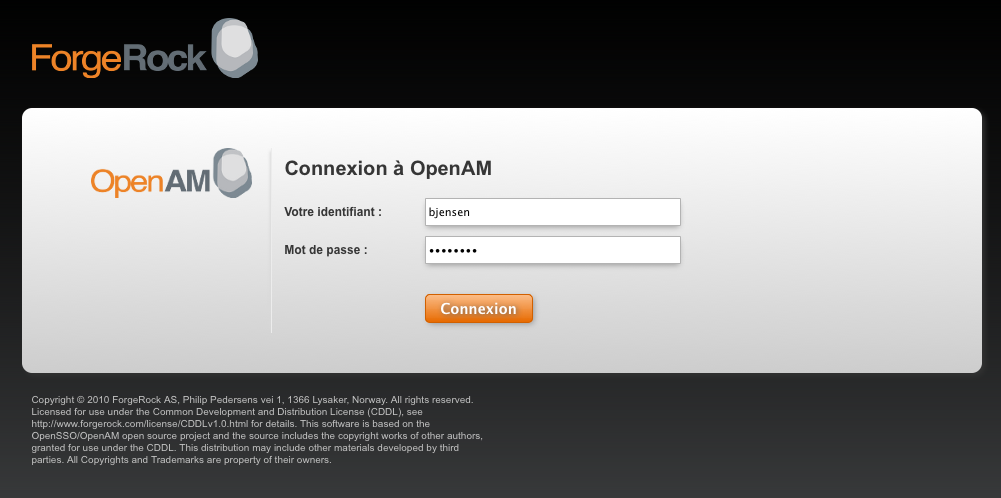 ForgeRock
OpenAM
Connexion à OpenAM
Votre identifiant :
bjensen
Mot de passe :
••••••••
Connexion
Copyright © 2010 ForgeRock AS, Philip Pedersens vei 1, 1366 Lysaker, Norway. All rights reserved.
Licensed for use under the Common Development and Distribution License (CDDL), see
http://www.forgerock.com/license/CDDLv1.0.html for details. This software is based on the
OpenSSO/OpenAM open source project and the source includes the copyright works of other authors,
granted for use under the CDDL. This distribution may include other materials developed by third
parties. All Copyrights and Trademarks are property of their owners.